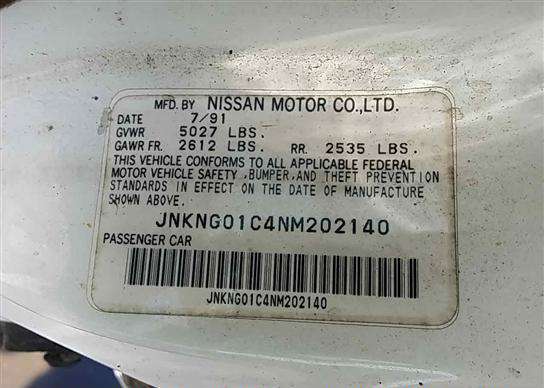 MFD. BY NISSAN MOTOR CO.,LTD.
DATE 7/91
GVWR 5027 LBS.
GAWR FR. 2612 LBS. RR. 2535 LBS.
THIS VEHICLE CONFORMS TO ALL APPLICABLE FEDERAL
MOTOR VEHICLE SAFETY ,BUMPER,AND THEFT PREVENTION
STANDARDS IN EFFECT ON THE DATE OF MANUFACTURE
SHOWN ABOVE.
JNKNG01C4NM202140
PASSENGER CAR
JNKNG01C4NM202140